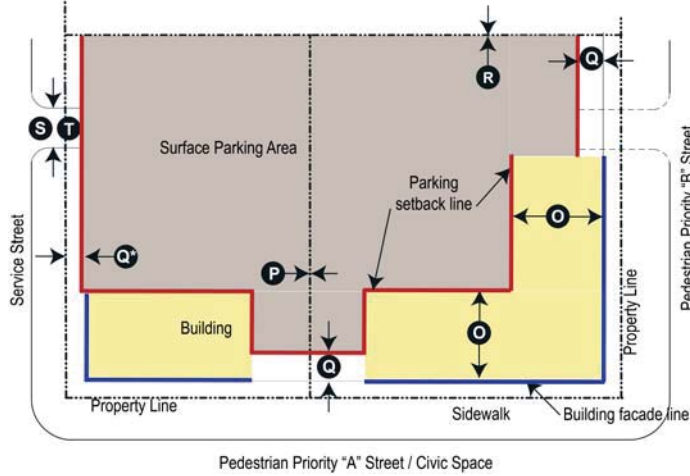 Q
R
S T
Surface Parking Area
Parking
setback line
O
Service Street
Q*
P
Pedestrian Priority "B" Street
Building
O
Property Line
Q
Property Line
Sidewalk
Building facade line
Pedestrian Priority “A” Street / Civic Space